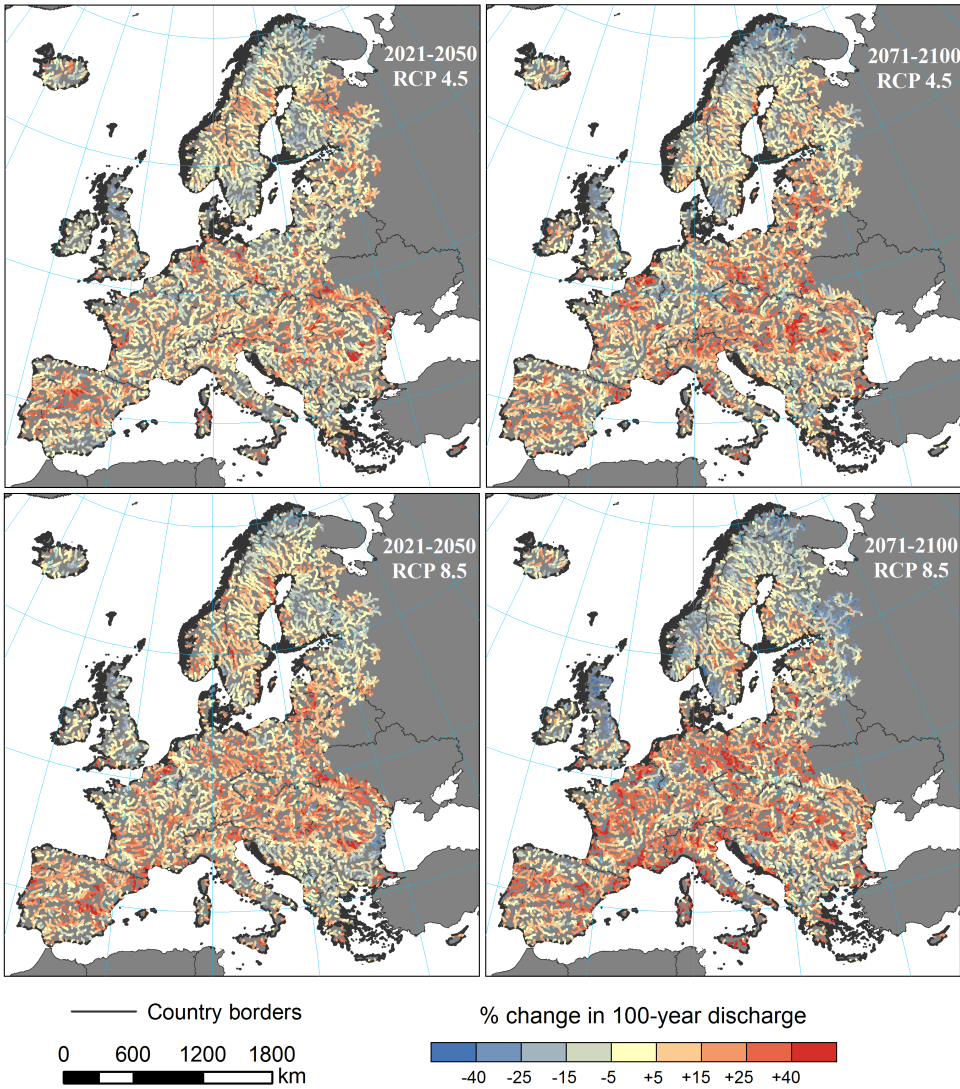 2021-2050
RCP 4.5
2071-2100
RCP 4.5
2021-2050
RCP 8.5
2071-2100
RCP 8.5
Country borders
0 600 1200 1800
km
% change in 100-year discharge
-40 -25 -15 -5 +5 +15 +25 +40